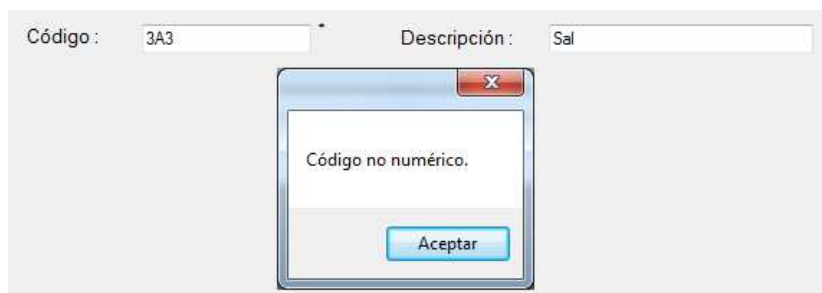 Código : 3A3 * Descripción : Sal
Código no numérico.
Aceptar